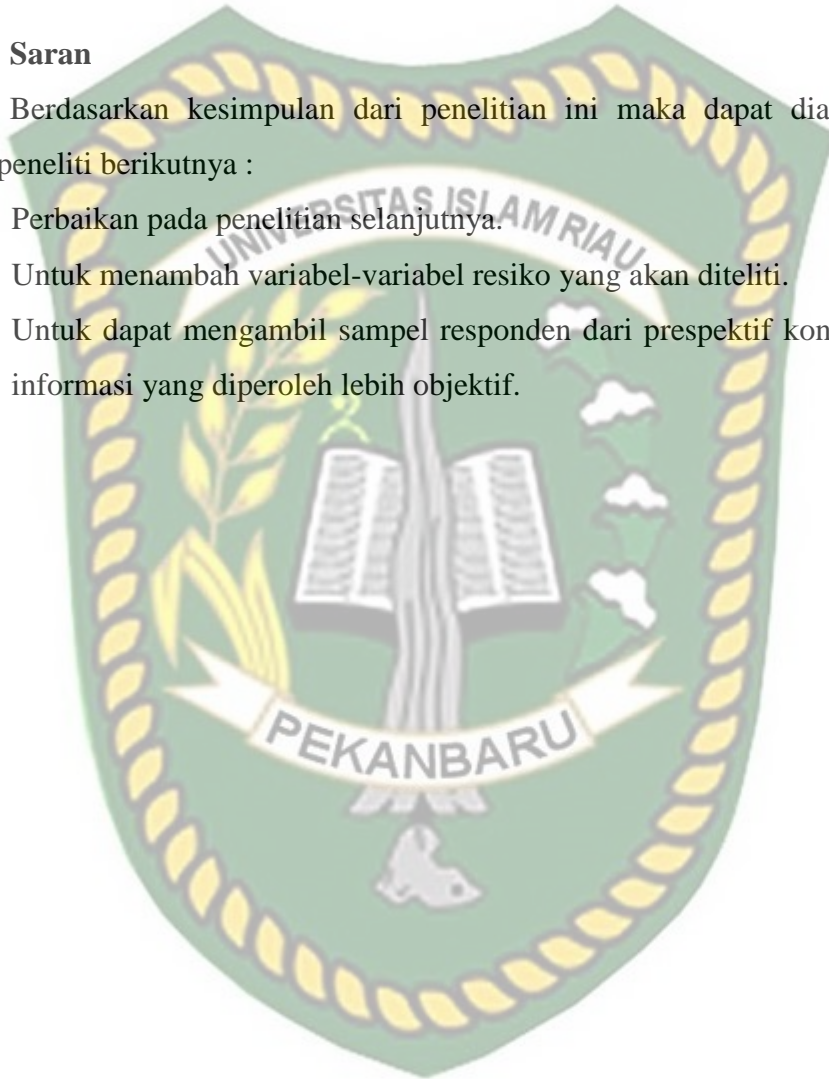 Saran
Berdasarkan kesimpulan dari penelitian ini maka dapat dia
peneliti berikutnya :
Perbaikan pada penelitian selanjutnya.
UNIVERSITAS ISLAM RIAU
Untuk menambah variabel-variabel resiko yang akan diteliti.
Untuk dapat mengambil sampel responden dari prespektif kon
informasi yang diperoleh lebih objektif.
PEKANBARU